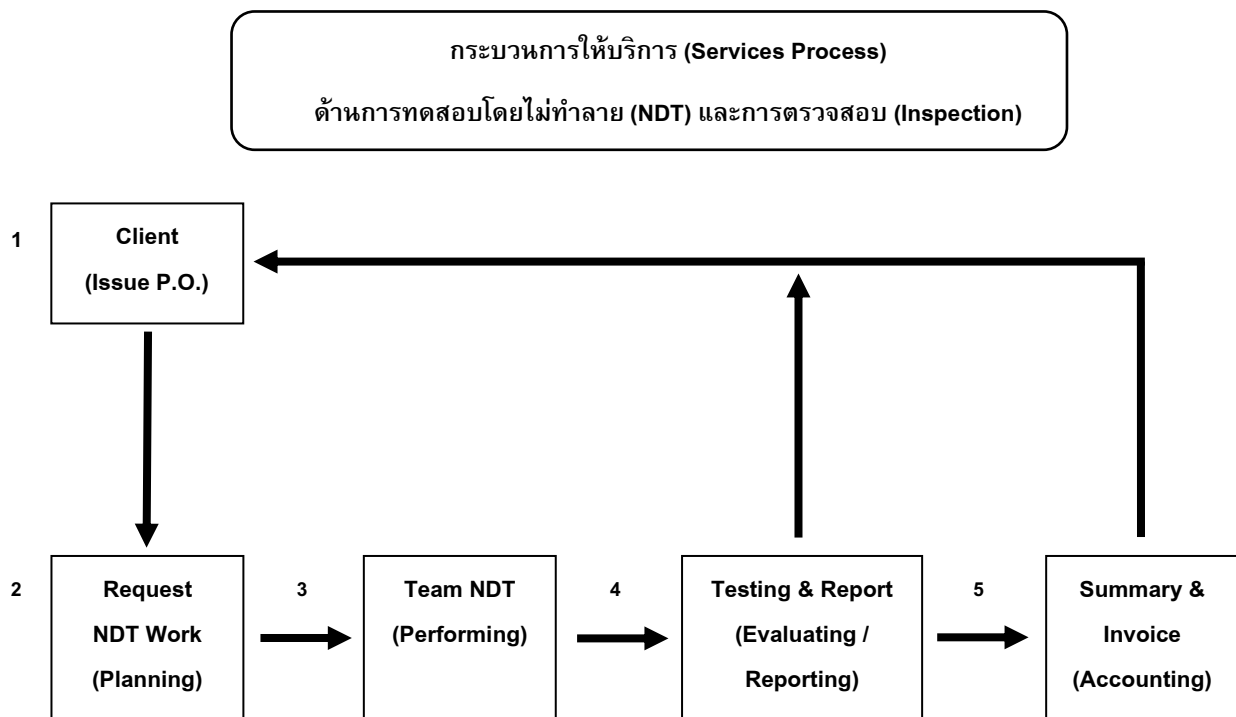 กระบวนการให้บริการ (Services Process)
ด้านการทดสอบโดยไม่ทำลาย (NDT) และการตรวจสอบ (Inspection)
1
Client
(Issue P.O.)
2
Request
NDT Work
(Planning)
3
Team NDT
(Performing)
4
Testing & Report
(Evaluating /
Reporting)
5
Summary &
Invoice
(Accounting)